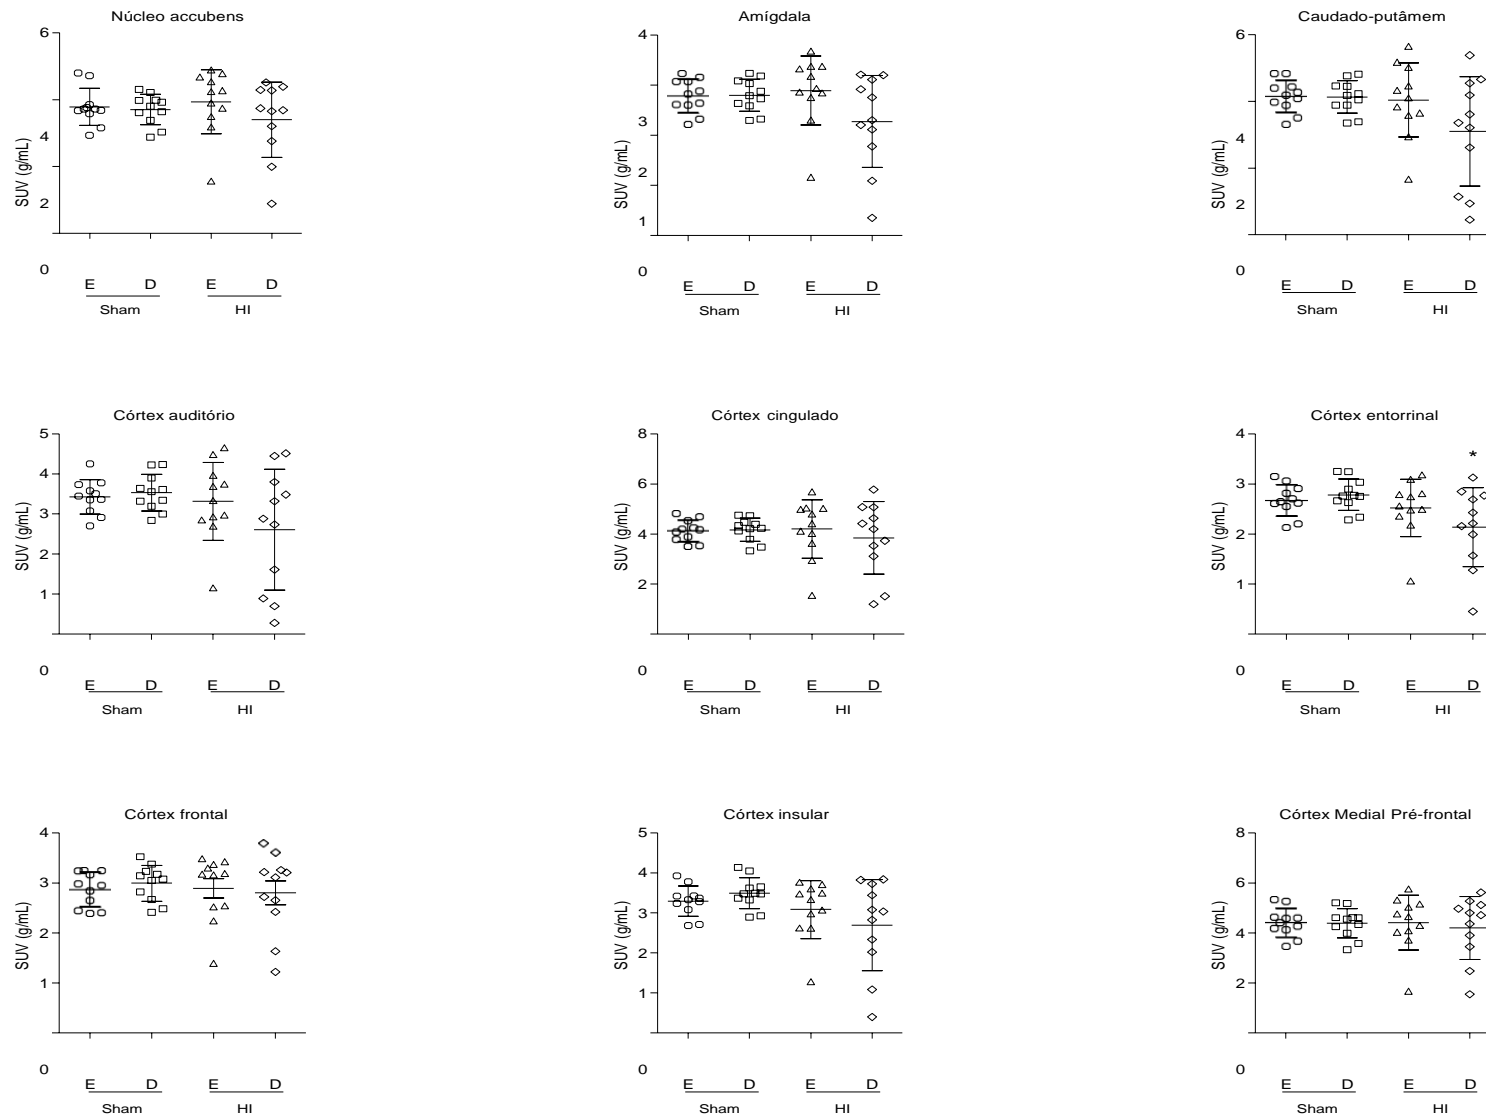 Núcleo accubens
6
4
2
0
SUV (g/mL)
E D E D
Sham HI
Amígdala
4
3
2
1
0
SUV (g/mL)
E D E D
Sham HI
Caudado-putâmem
6
4
2
0
SUV (g/mL)
E D E D
Sham HI
Córtex auditório
5
4
3
2
1
0
SUV (g/mL)
E D E D
Sham HI
Córtex cingulado
8
6
4
2
0
SUV (g/mL)
E D E D
Sham HI
Córtex entorrinal
4
3
2
1
0
SUV (g/mL)
*
E D E D
Sham HI
Córtex frontal
4
3
2
1
0
SUV (g/mL)
E D E D
Sham HI
Córtex insular
5
4
3
2
1
0
SUV (g/mL)
E D E D
Sham HI
Córtex Medial Pré-frontal
8
6
4
2
0
SUV (g/mL)
E D E D
Sham HI